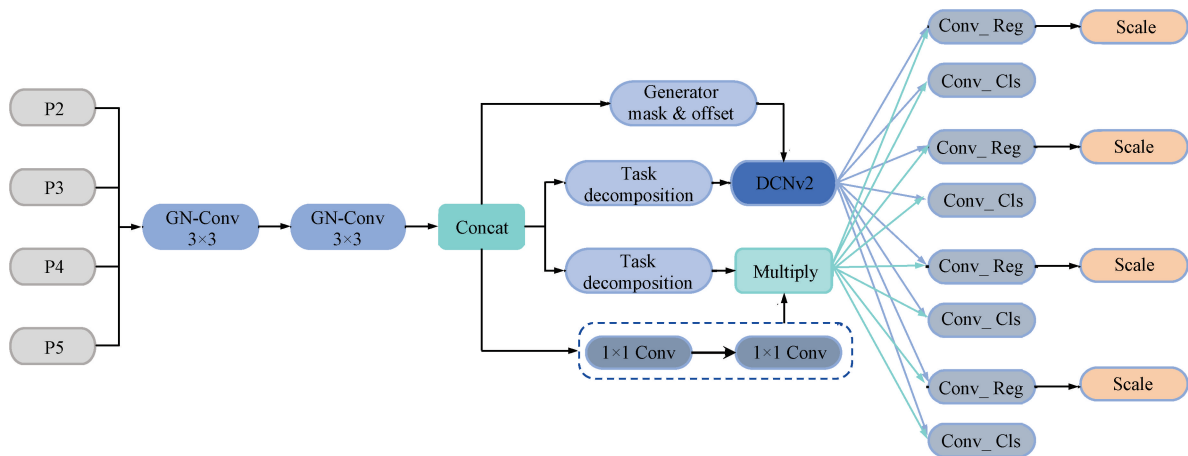 P2
P3
P4
P5
GN-Conv
3×3
GN-Conv
3×3
Concat
Generator
mask & offset
Task
decomposition
DCNv2
Task
decomposition
Multiply
1×1 Conv
1×1 Conv
Conv_ Reg
Scale
Conv_ Cls
Conv_ Reg
Scale
Conv_ Cls
Conv_ Reg
Scale
Conv_ Cls
Conv_ Reg
Scale
Conv_ Cls